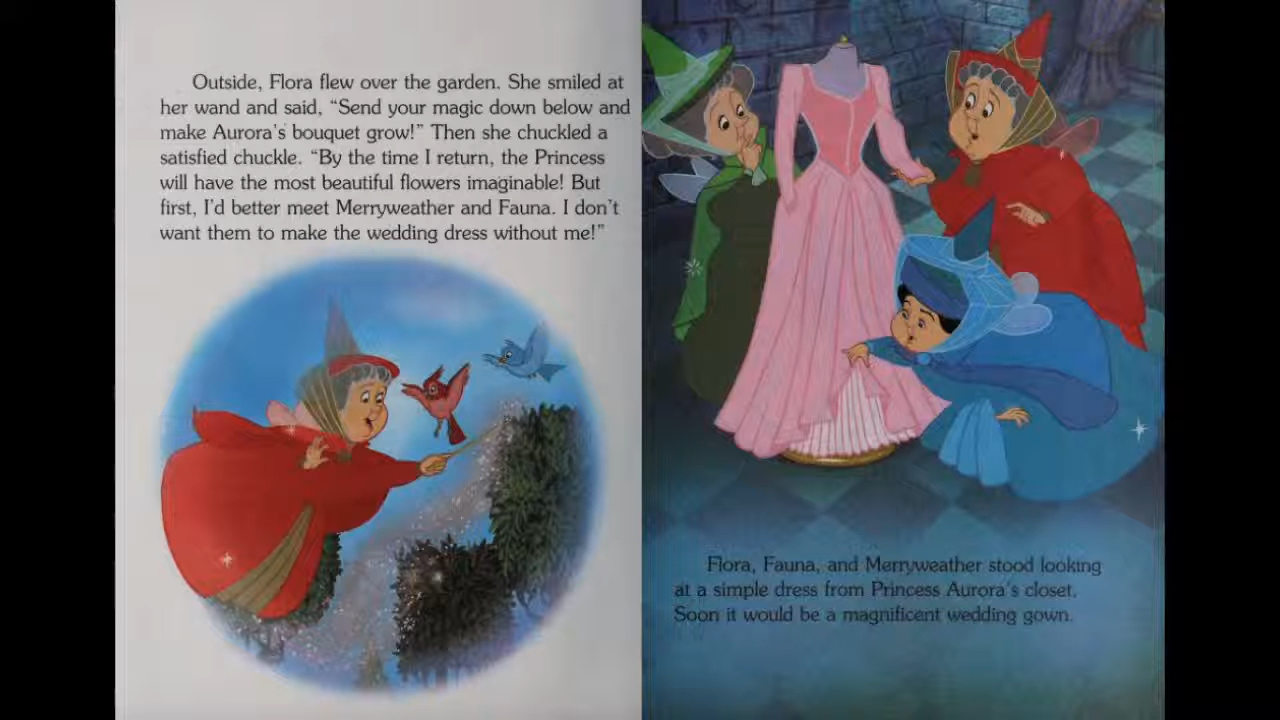 Outside, Flora flew over the garden. She smiled at
her wand and said, “Send your magic down below and
make Aurora’s bouquet grow!” Then she chuckled a
satisfied chuckle. “By the time I return, the Princess
will have the most beautiful flowers imaginable! But
first, I’d better meet Merryweather and Fauna. I don’t
want them to make the wedding dress without me!”
Flora, Fauna, and Merryweather stood looking
at a simple dress from Princess Aurora’s closet.
Soon it would be a magnificent wedding gown.